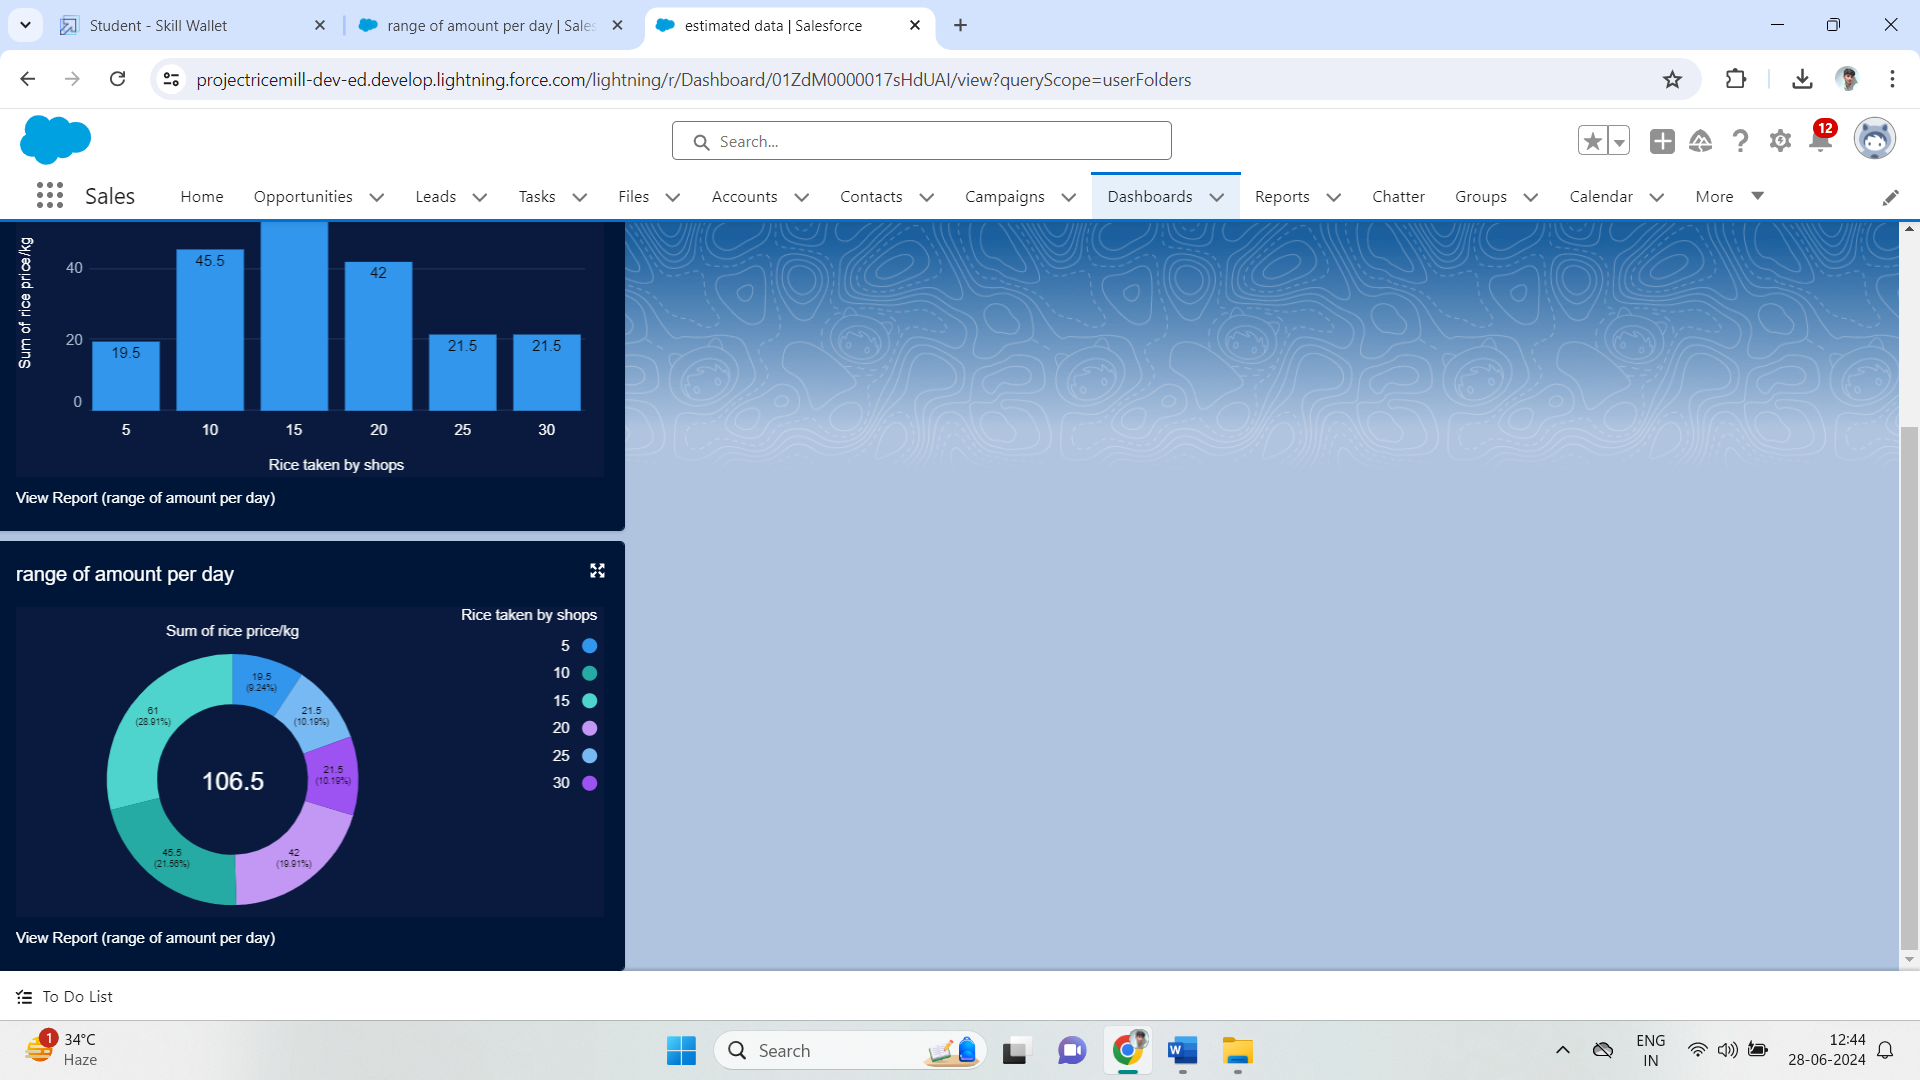 Student - Skill Wallet
range of amount per day | Sales
estimated data | Salesforce
projectricemill-dev-ed.develop.lightning.force.com/lightning/r/Dashboard/01ZdM0000017sHdUAI/view?queryScope=userFolders
Search...
12
Sales
Home
Opportunities
Leads
Tasks
Files
Accounts
Contacts
Campaigns
Dashboards
Reports
Chatter
Groups
Calendar
More
Sum of rice price/kg
40
20
0
19.5
45.5
42
21.5
21.5
5
10
15
20
25
30
Rice taken by shops
View Report (range of amount per day)
range of amount per day
Sum of rice price/kg
Rice taken by shops
5
10
15
20
25
30
19.5
(9.24%)
21.5
(10.19%)
21.5
(10.19%)
42
(19.91%)
45.5
(21.56%)
61
(28.91%)
106.5
View Report (range of amount per day)
To Do List
1
34°C
Haze
Search
ENG
IN
12:44
28-06-2024